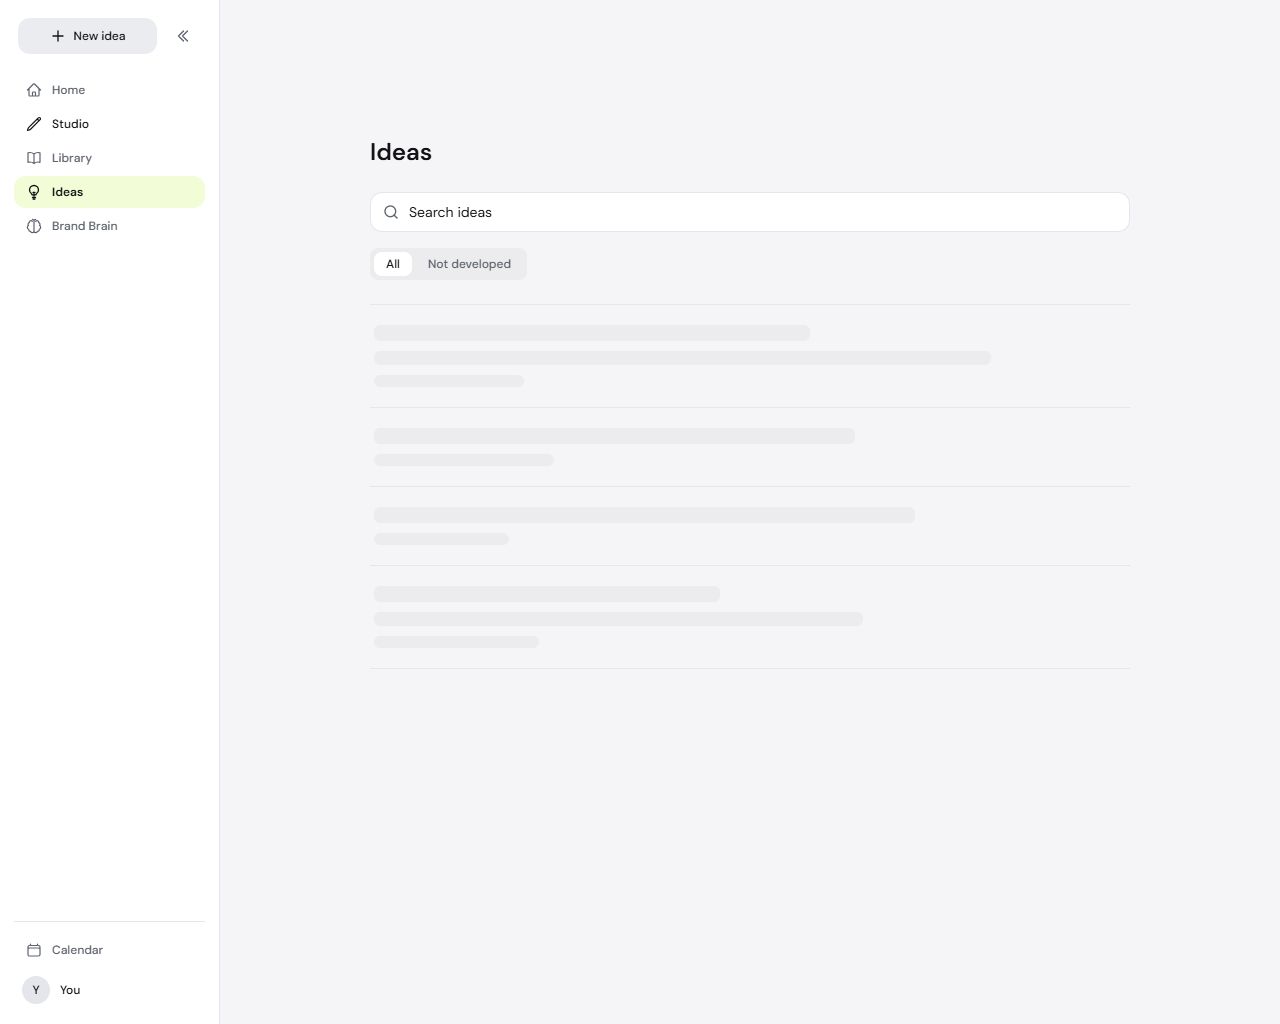 New idea
Home
Studio
Library
Ideas
Brand Brain
Calendar
Y
You
Ideas
Search ideas
All
Not developed